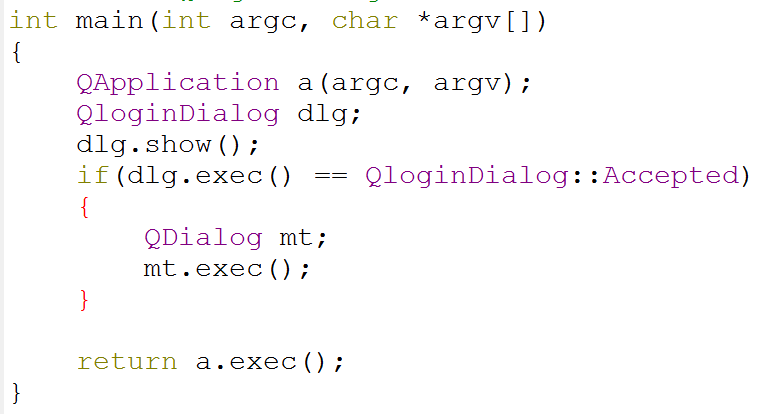 int main(int argc, char *argv[])
{
    QApplication a(argc, argv);
    QloginDialog dlg;
    dlg.show();
    if(dlg.exec() == QloginDialog::Accepted)
    {
        QDialog mt;
        mt.exec();
    }

    return a.exec();
}